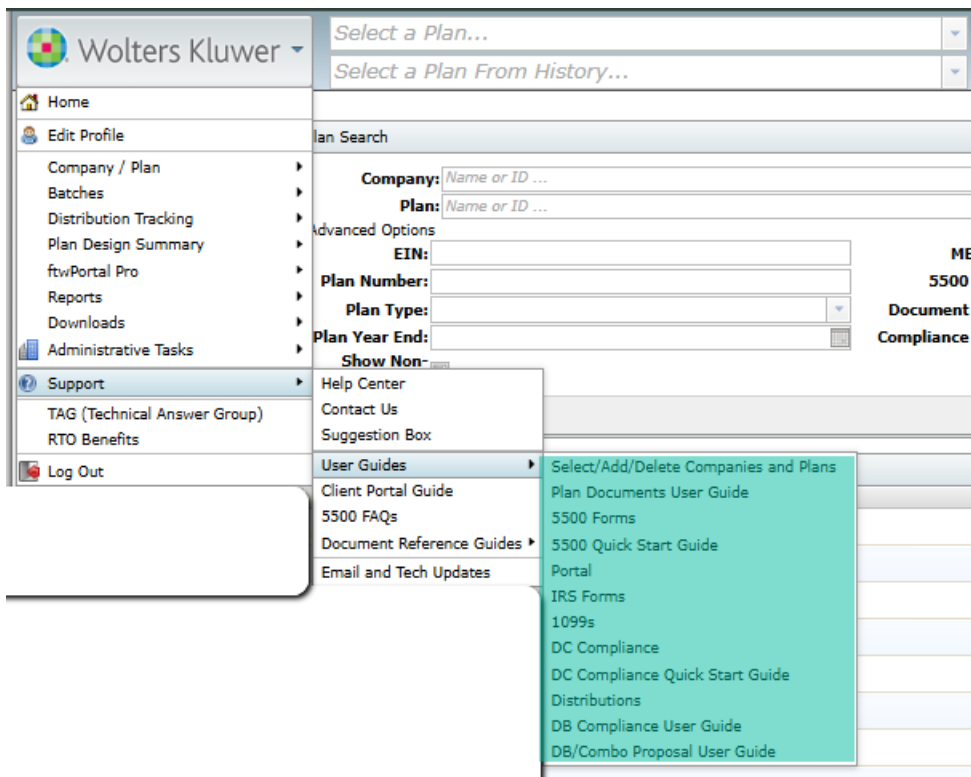 Wolters Kluwer
Select a Plan...
Select a Plan From History...
Home
Edit Profile
Company / Plan
Batches
Distribution Tracking
Plan Design Summary
ftwPortal Pro
Reports
Downloads
Administrative Tasks
Support
TAG (Technical Answer Group)
RTO Benefits
Log Out
lan Search
Company: Name or ID ...
Plan: Name or ID ...
Advanced Options
EIN:
ME
Plan Number:
5500
Plan Type:
Document
Plan Year End:
Compliance
Show Non-
Help Center
Contact Us
Suggestion Box
User Guides
Client Portal Guide
5500 FAQs
Document Reference Guides
Email and Tech Updates
Select/Add/Delete Companies and Plans
Plan Documents User Guide
5500 Forms
5500 Quick Start Guide
Portal
IRS Forms
1099s
DC Compliance
DC Compliance Quick Start Guide
Distributions
DB Compliance User Guide
DB/Combo Proposal User Guide